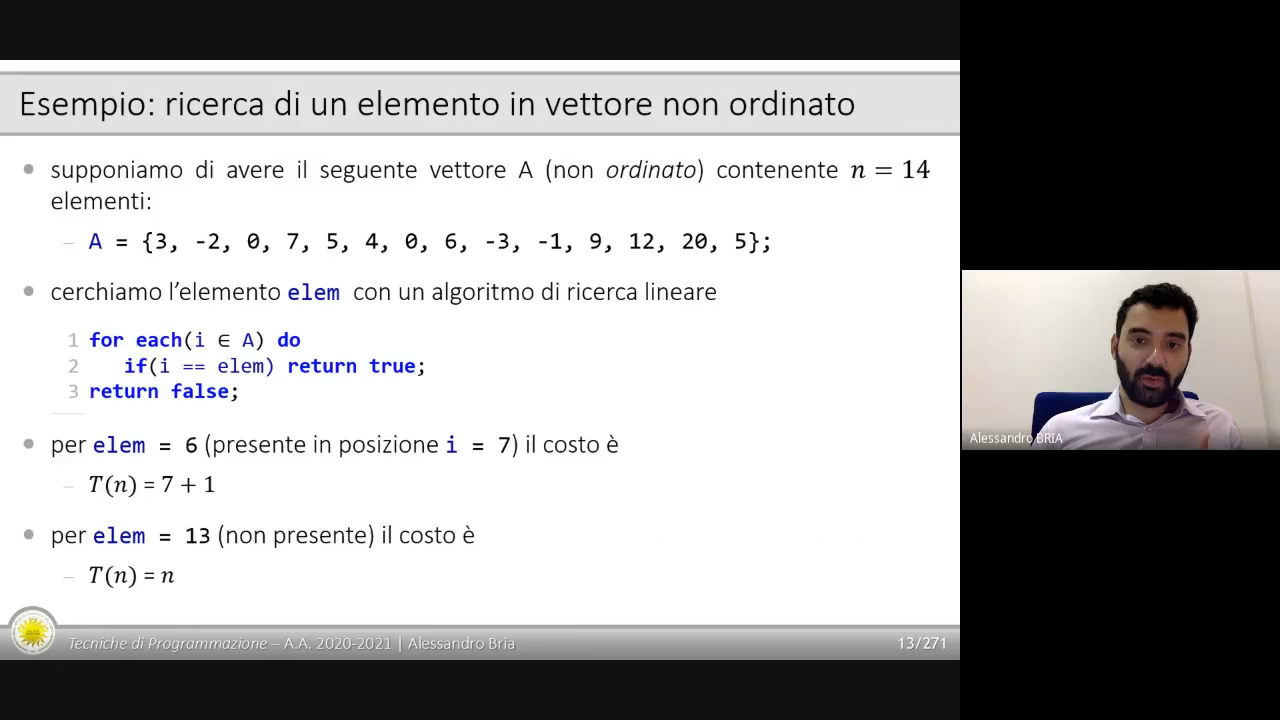 Esempio: ricerca di un elemento in vettore non ordinato
supponiamo di avere il seguente vettore A (non ordinato) contenente n = 14
elementi:
– A = {3, -2, 0, 7, 5, 4, 0, 6, -3, -1, 9, 12, 20, 5};
cerchiamo l’elemento elem con un algoritmo di ricerca lineare
1 for each(i ∈ A) do
2 if(i == elem) return true;
3 return false;
per elem = 6 (presente in posizione i = 7) il costo è
– T(n) = 7 + 1
per elem = 13 (non presente) il costo è
– T(n) = n
Tecniche di Programmazione – A.A. 2020-2021 | Alessandro Bria
13/271
Alessandro BRIA